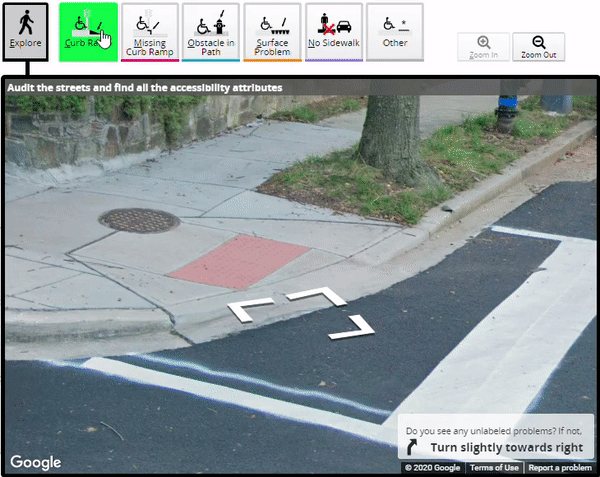 Explore
Curb Ra
Missing
Curb Ramp
Obstacle in
Path
Surface
Problem
No Sidewalk
Other
Zoom In
Zoom Out
Audit the streets and find all the accessibility attributes
Do you see any unlabeled problems? If not,
Turn slightly towards right
Google
© 2020 Google
Terms of Use
Report a problem